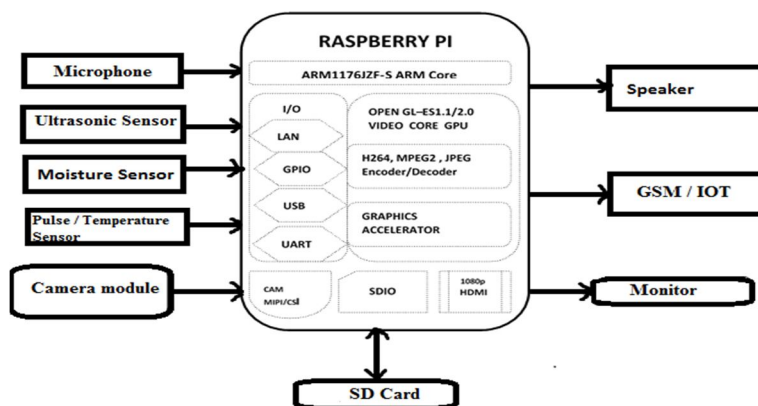 RASPBERRY PI
ARM1176JZF-S ARM Core
Microphone
Ultrasonic Sensor
Moisture Sensor
Pulse / Temperature
Sensor
Camera module
I/O
LAN
GPIO
USB
UART
OPEN GL–ES1.1/2.0
VIDEO CORE GPU
H264, MPEG2 , JPEG
Encoder/Decoder
GRAPHICS
ACCELERATOR
CAM
MIPI/CSI
SDIO
1080p
HDMI
Speaker
GSM / IOT
Monitor
SD Card